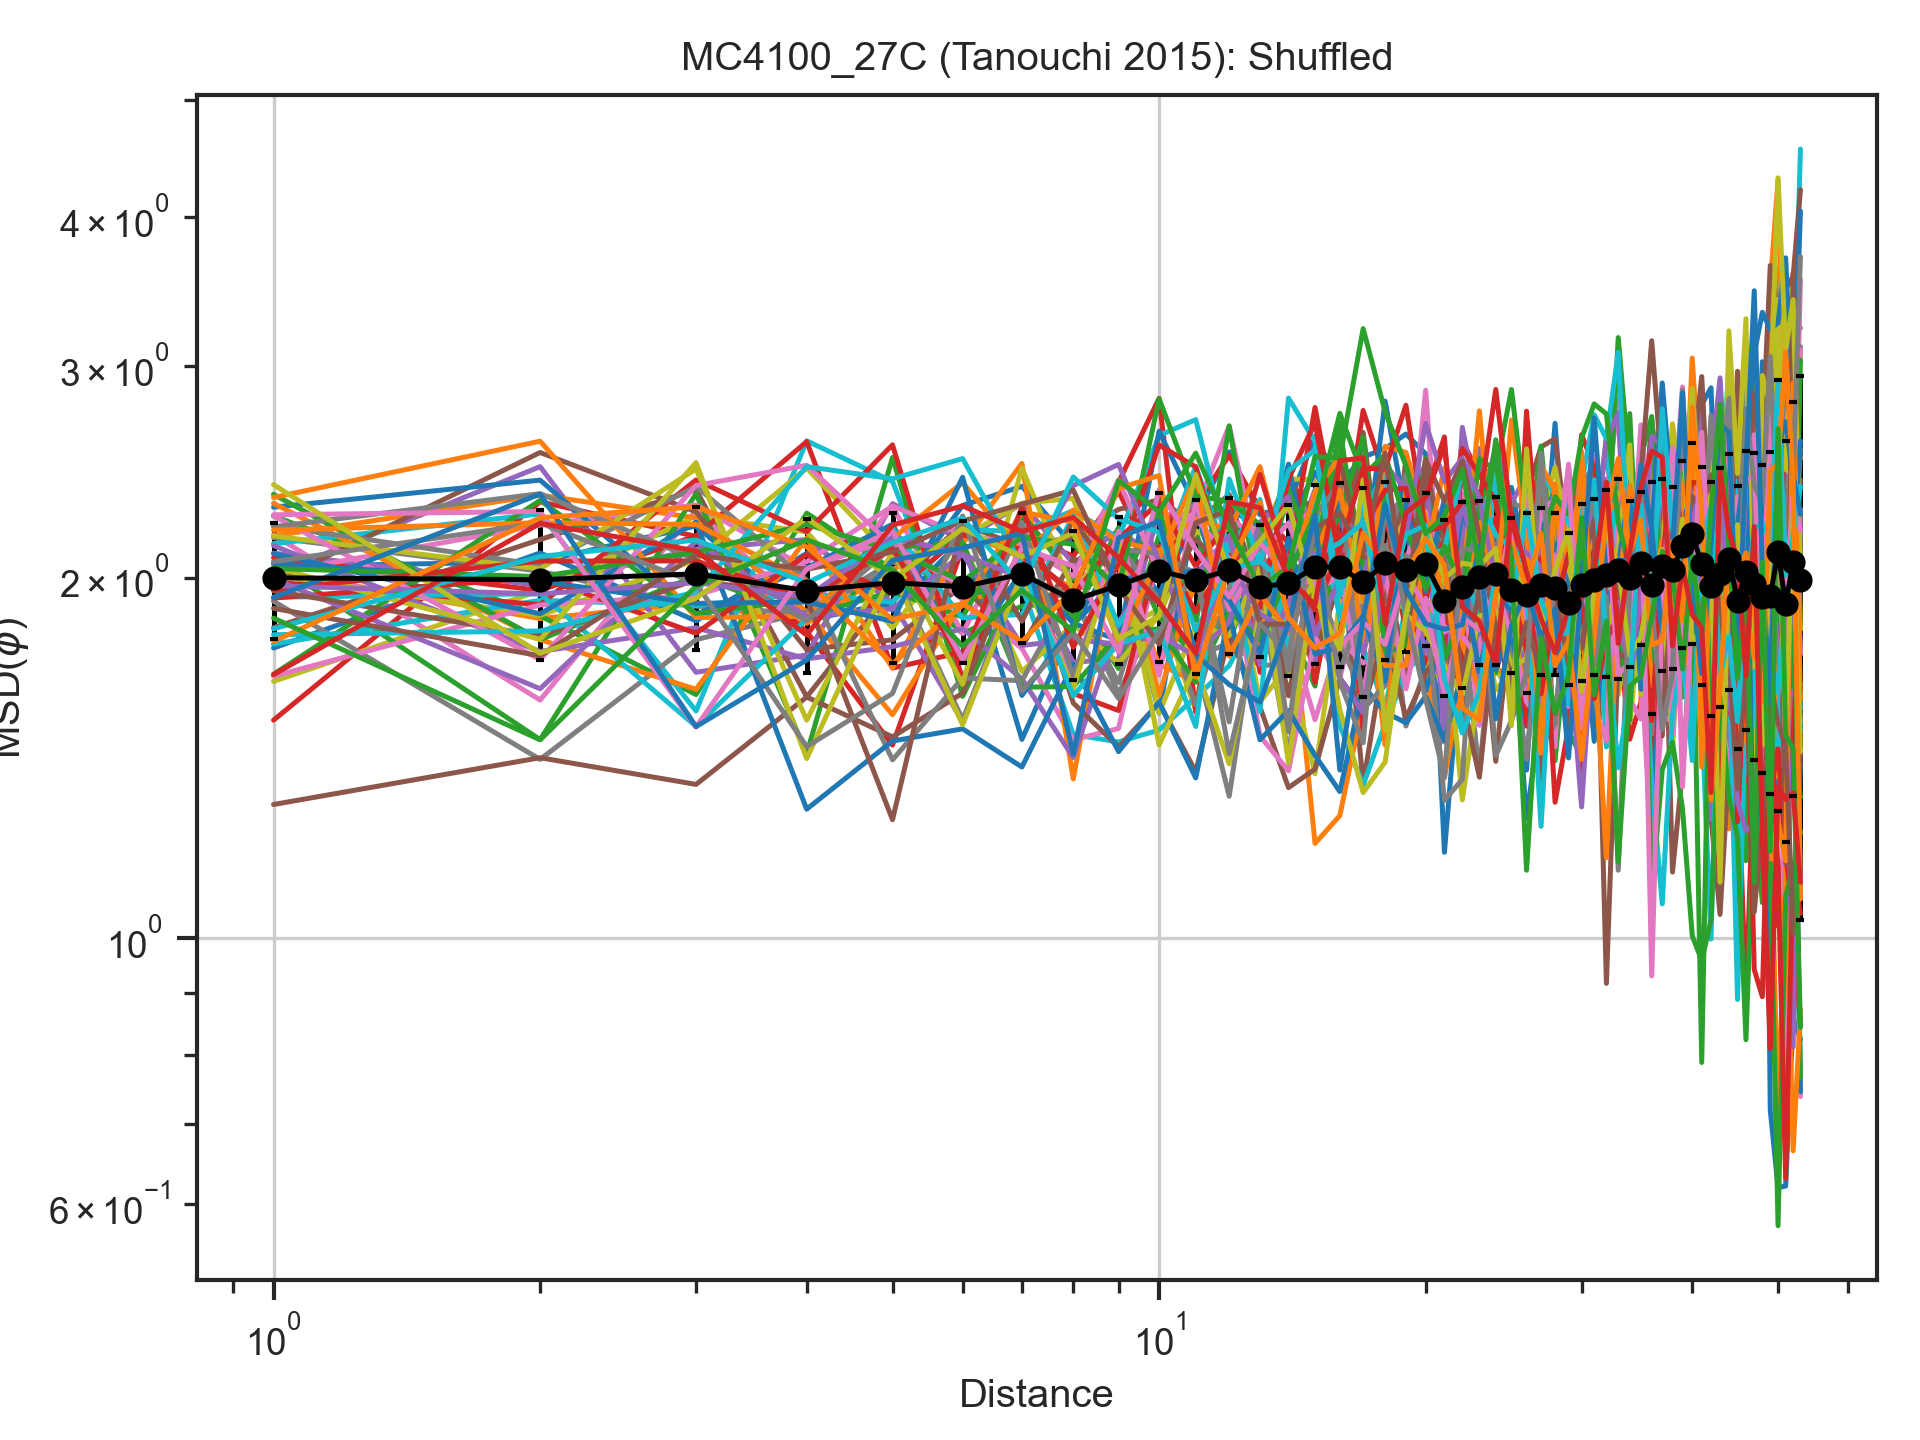 MC4100_27C (Tanouchi 2015): Shuffled
4 × 10⁰
3 × 10⁰
2 × 10⁰
10⁰
6 × 10⁻¹
MSD(φ)
10⁰ 10¹
Distance